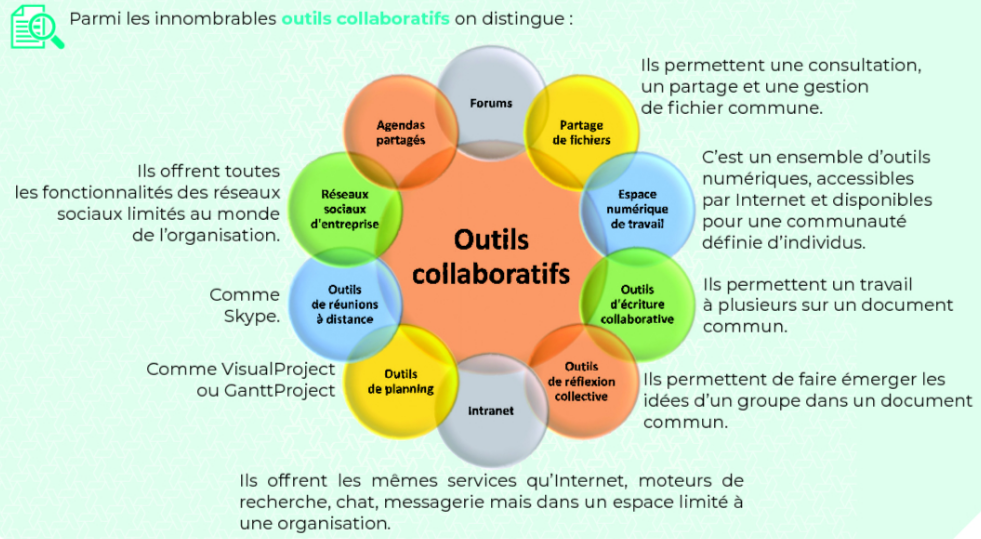 Parmi les innombrables outils collaboratifs on distingue :
Forums
Partage
de fichiers
Ils permettent une consultation,
un partage et une gestion
de fichier commune.
Espace
numérique
de travail
C'est un ensemble d'outils
numériques, accessibles
par Internet et disponibles
pour une communauté
définie d'individus.
Outils
d'écriture
collaborative
Ils permettent un travail
à plusieurs sur un document
commun.
Outils
de réflexion
collective
Ils permettent de faire émerger les
idées d'un groupe dans un document
commun.
Intranet
Ils offrent les mêmes services qu'Internet, moteurs de
recherche, chat, messagerie mais dans un espace limité à
une organisation.
Outils
de planning
Comme VisualProject
ou GanttProject
Outils
de réunions
à distance
Comme
Skype.
Réseaux
sociaux
d'entreprise
Ils offrent toutes
les fonctionnalités des réseaux
sociaux limités au monde
de l'organisation.
Agendas
partagés
Outils
collaboratifs